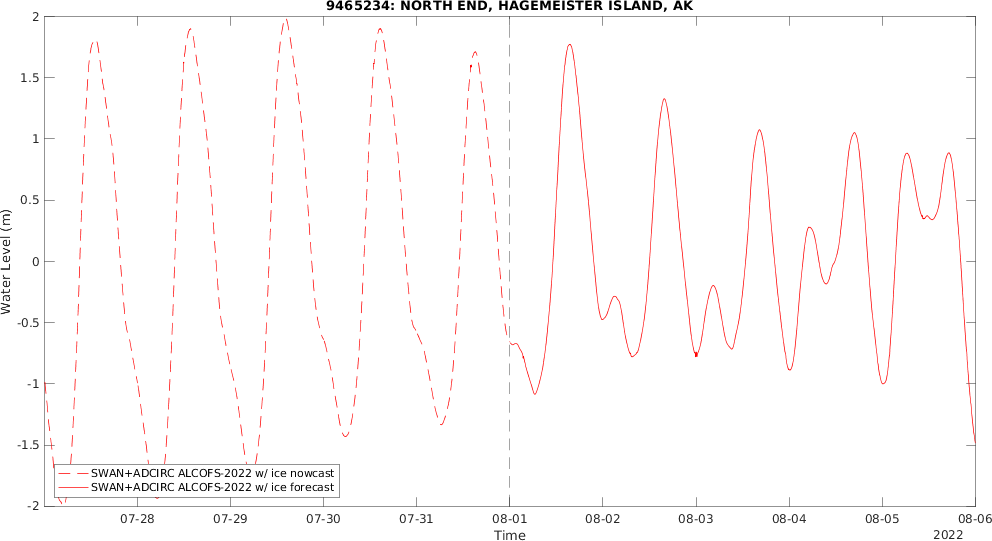 9465234: NORTH END, HAGEMEISTER ISLAND, AK
2
1.5
1
0.5
0
-0.5
-1
-1.5
-2
Water Level (m)
SWAN+ADCIRC ALCOFS-2022 w/ ice nowcast
SWAN+ADCIRC ALCOFS-2022 w/ ice forecast
07-28 07-29 07-30 07-31 08-01 08-02 08-03 08-04 08-05 08-06
Time
2022